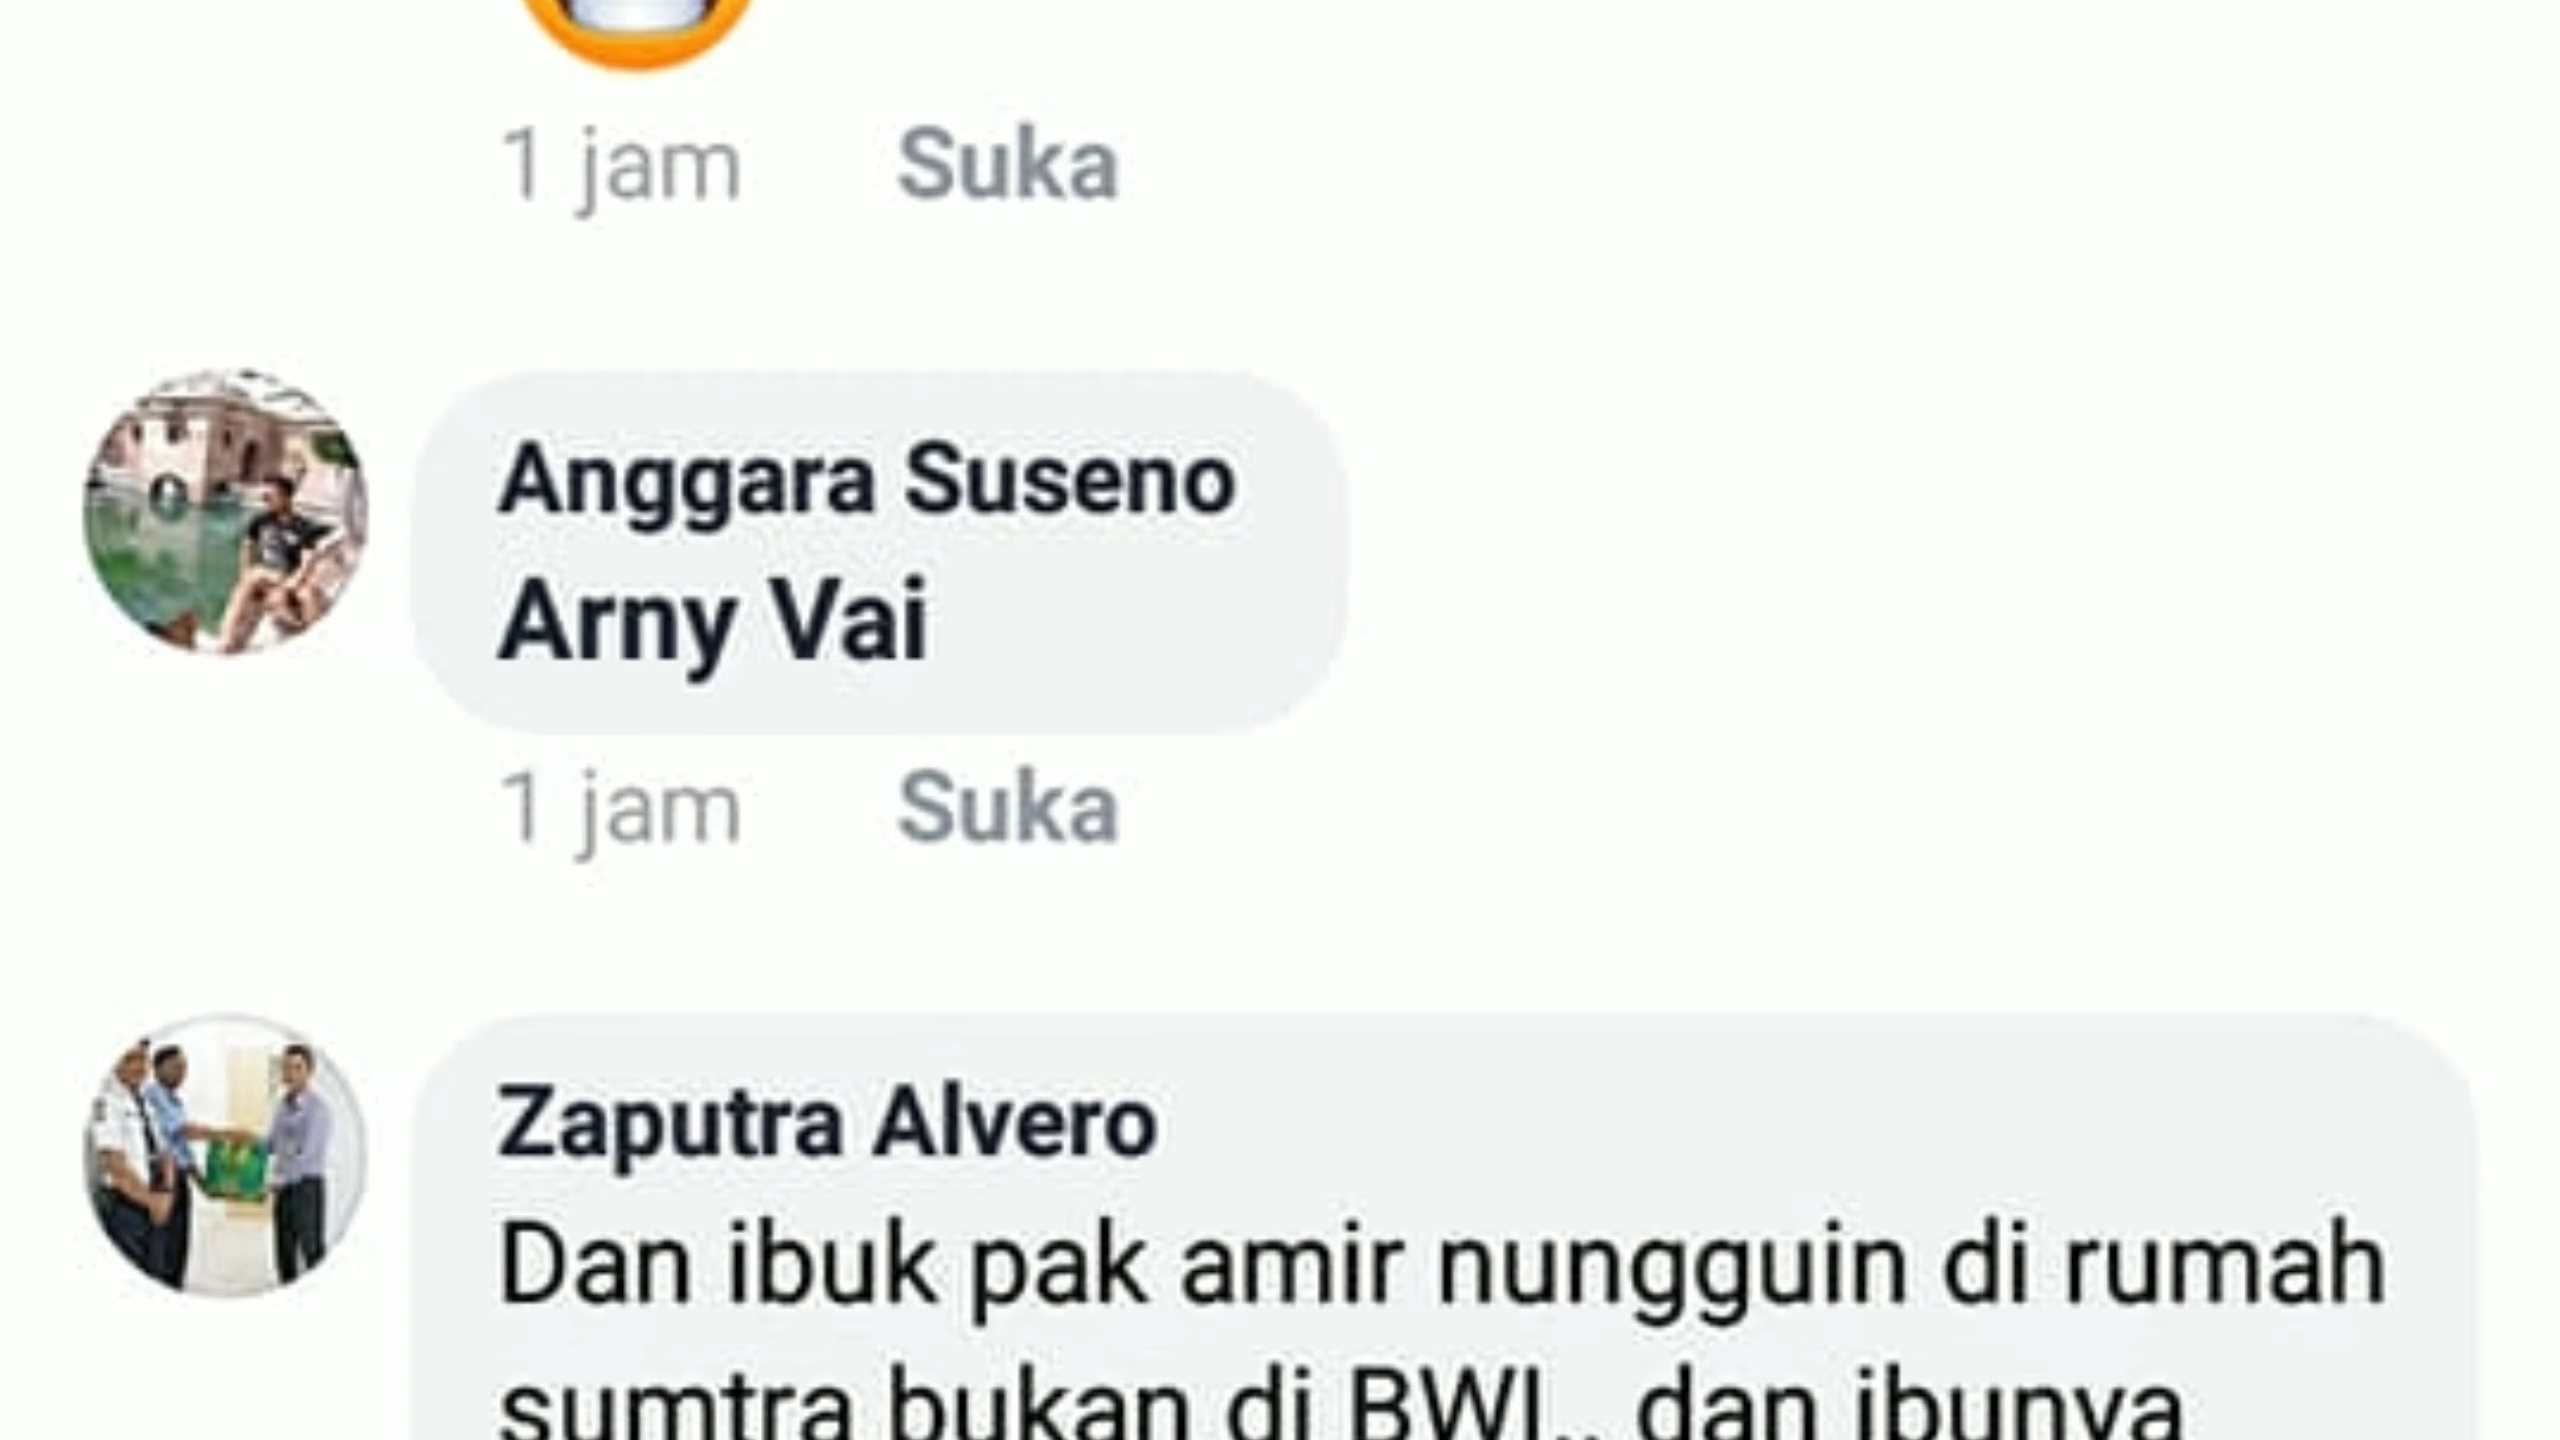 1 jam Suka
Anggara Suseno
Arny Vai
1 jam Suka
Zaputra Alvero
Dan ibuk pak amir nungguin di rumah
sumtra bukan di BWI.. dan ibunya